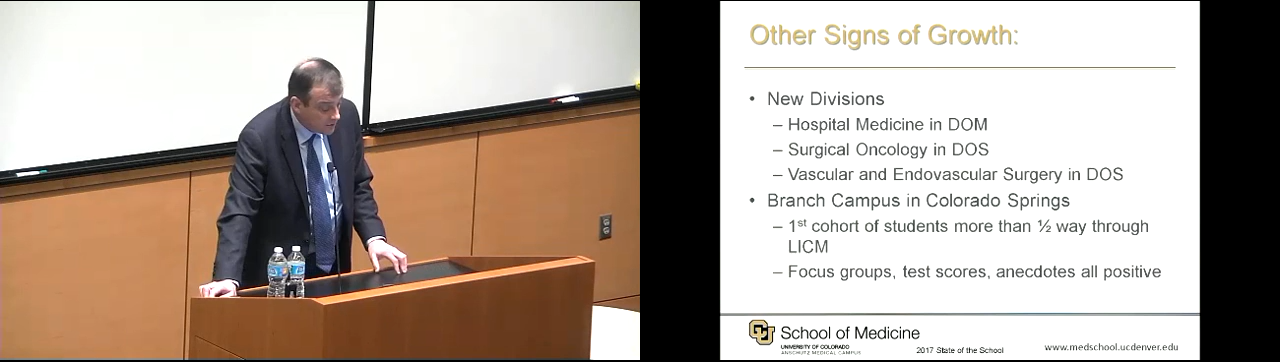 Other Signs of Growth:
• New Divisions
– Hospital Medicine in DOM
– Surgical Oncology in DOS
– Vascular and Endovascular Surgery in DOS
• Branch Campus in Colorado Springs
– 1st cohort of students more than ½ way through
LICM
– Focus groups, test scores, anecdotes all positive
CU School of Medicine
UNIVERSITY OF COLORADO
ANSCHUTZ MEDICAL CAMPUS
2017 State of the School
www.medschool.ucdenver.edu